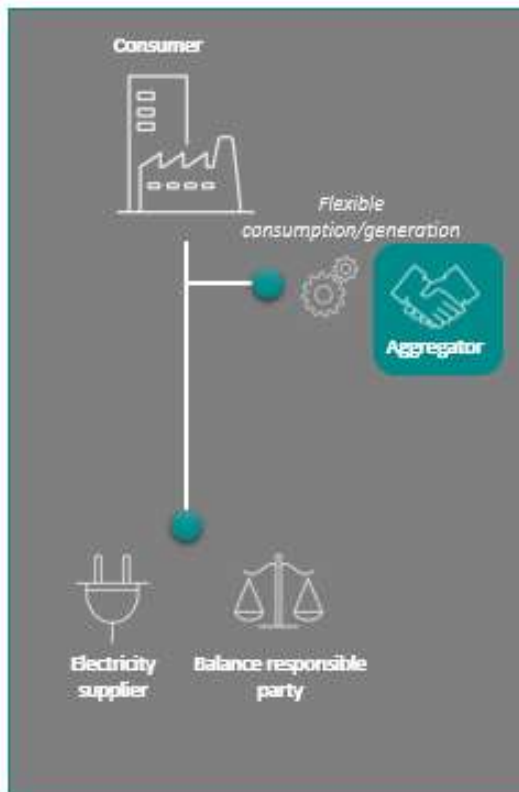 Consumer
Flexible
consumption/generation
Aggregator
Electricity
supplier
Balance responsible
party